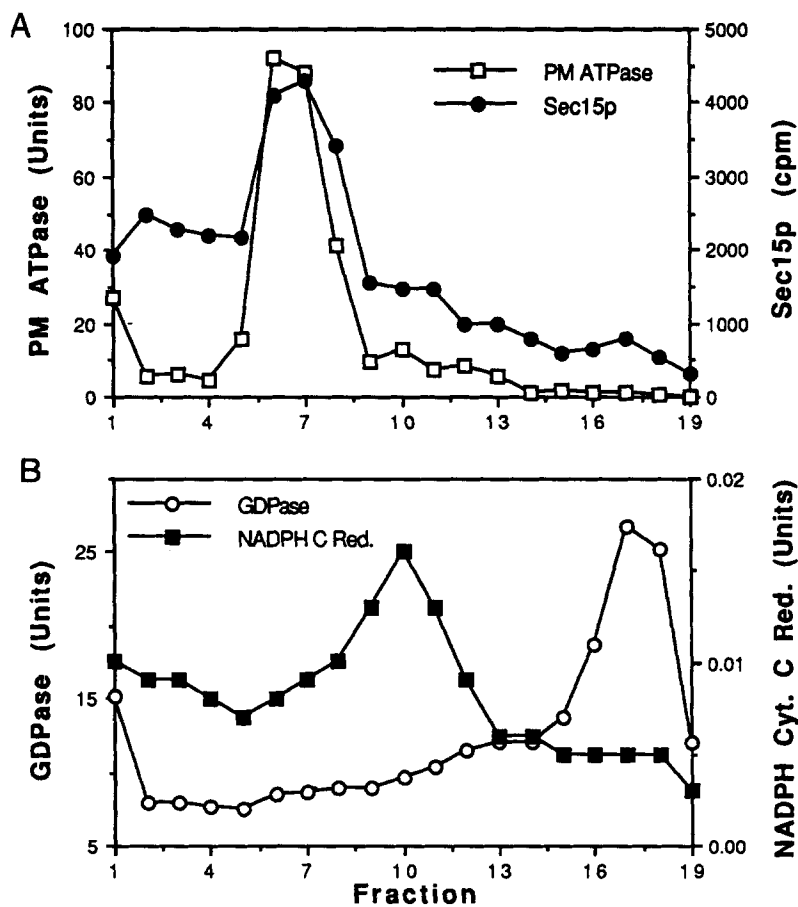 A
PM ATPase (Units)
100
80
60
40
20
0
PM ATPase
Sec15p
5000
4000
3000
2000
1000
0
Sec15p (cpm)
1 4 7 10 13 16 19
B
GDPase (Units)
25
15
5
GDPase
NADPH C Red.
0.02
0.01
0.00
NADPH Cyt. C Red. (Units)
1 4 7 10 13 16 19
Fraction